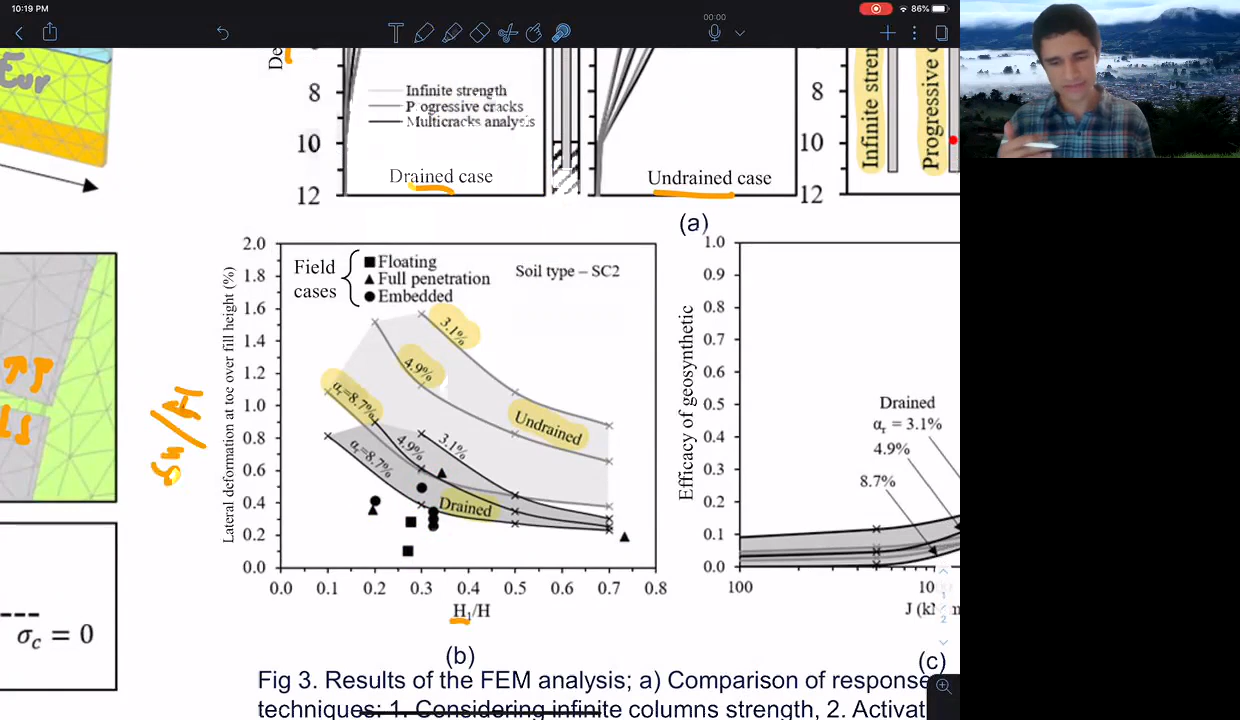 10:19 PM
86%
00:00
Eur
8
10
12
Infinite strength
Progressive cracks
Multicracks analysis
Drained case
Undrained case
8
10
12
Infinite stren
Progressive c
(a)
2.0
1.8
1.6
1.4
1.2
1.0
0.8
0.6
0.4
0.2
0.0
Lateral deformation at toe over fill height (%)
Field
cases
Floating
Full penetration
Embedded
Soil type – SC2
3.1%
4.9%
αr=8.7%
Undrained
3.1%
4.9%
αr=8.7%
Drained
0.0 0.1 0.2 0.3 0.4 0.5 0.6 0.7 0.8
H1/H
(b)
1.0
0.9
0.8
0.7
0.6
0.5
0.4
0.3
0.2
0.1
0.0
Efficacy of geosynthetic
Drained
αr = 3.1%
4.9%
8.7%
100
J (k
(c)
1
/
2
σc = 0
Fig 3. Results of the FEM analysis; a) Comparison of response
techniques: 1. Considering infinite columns strength, 2. Activat